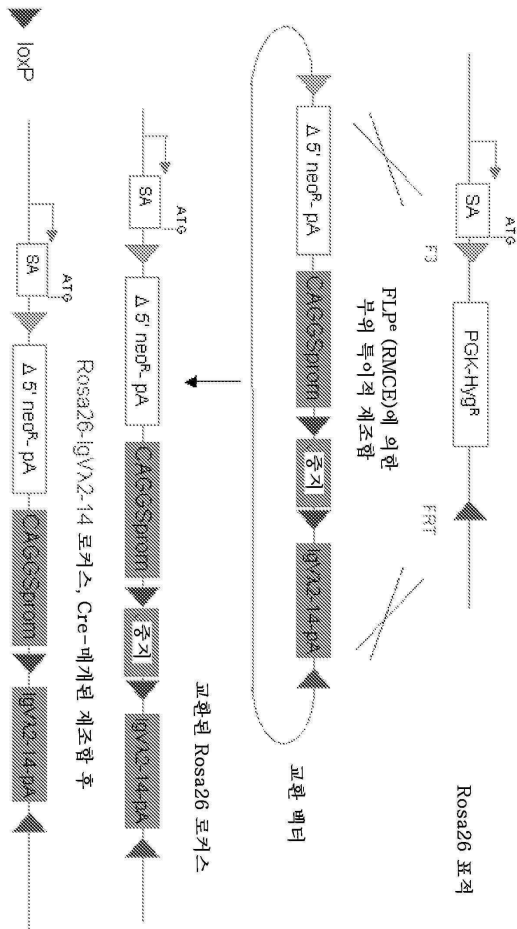 Rosa26 표적
ATG
SA
F3
PGK-Hygᴿ
FRT
FLPᵉ (RMCE)에 의한
부위 특이적 재조합
교환 벡터
Δ 5' neoᴿ- pA
CAGGSprom
중지
IgVλ2-14-pA
교환된 Rosa26 로커스
ATG
SA
Δ 5' neoᴿ- pA
CAGGSprom
중지
IgVλ2-14-pA
Rosa26-IgVλ2-14 로커스, Cre-매개된 재조합 후
ATG
SA
Δ 5' neoᴿ- pA
CAGGSprom
IgVλ2-14-pA
loxP